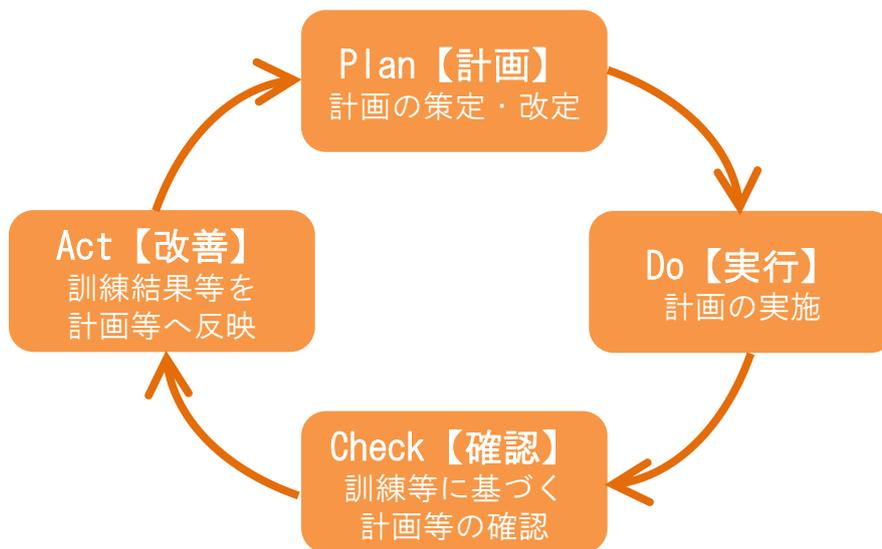 Plan【計画】
計画の策定・改定
Do【実行】
計画の実施
Check【確認】
訓練等に基づく
計画等の確認
Act【改善】
訓練結果等を
計画等へ反映